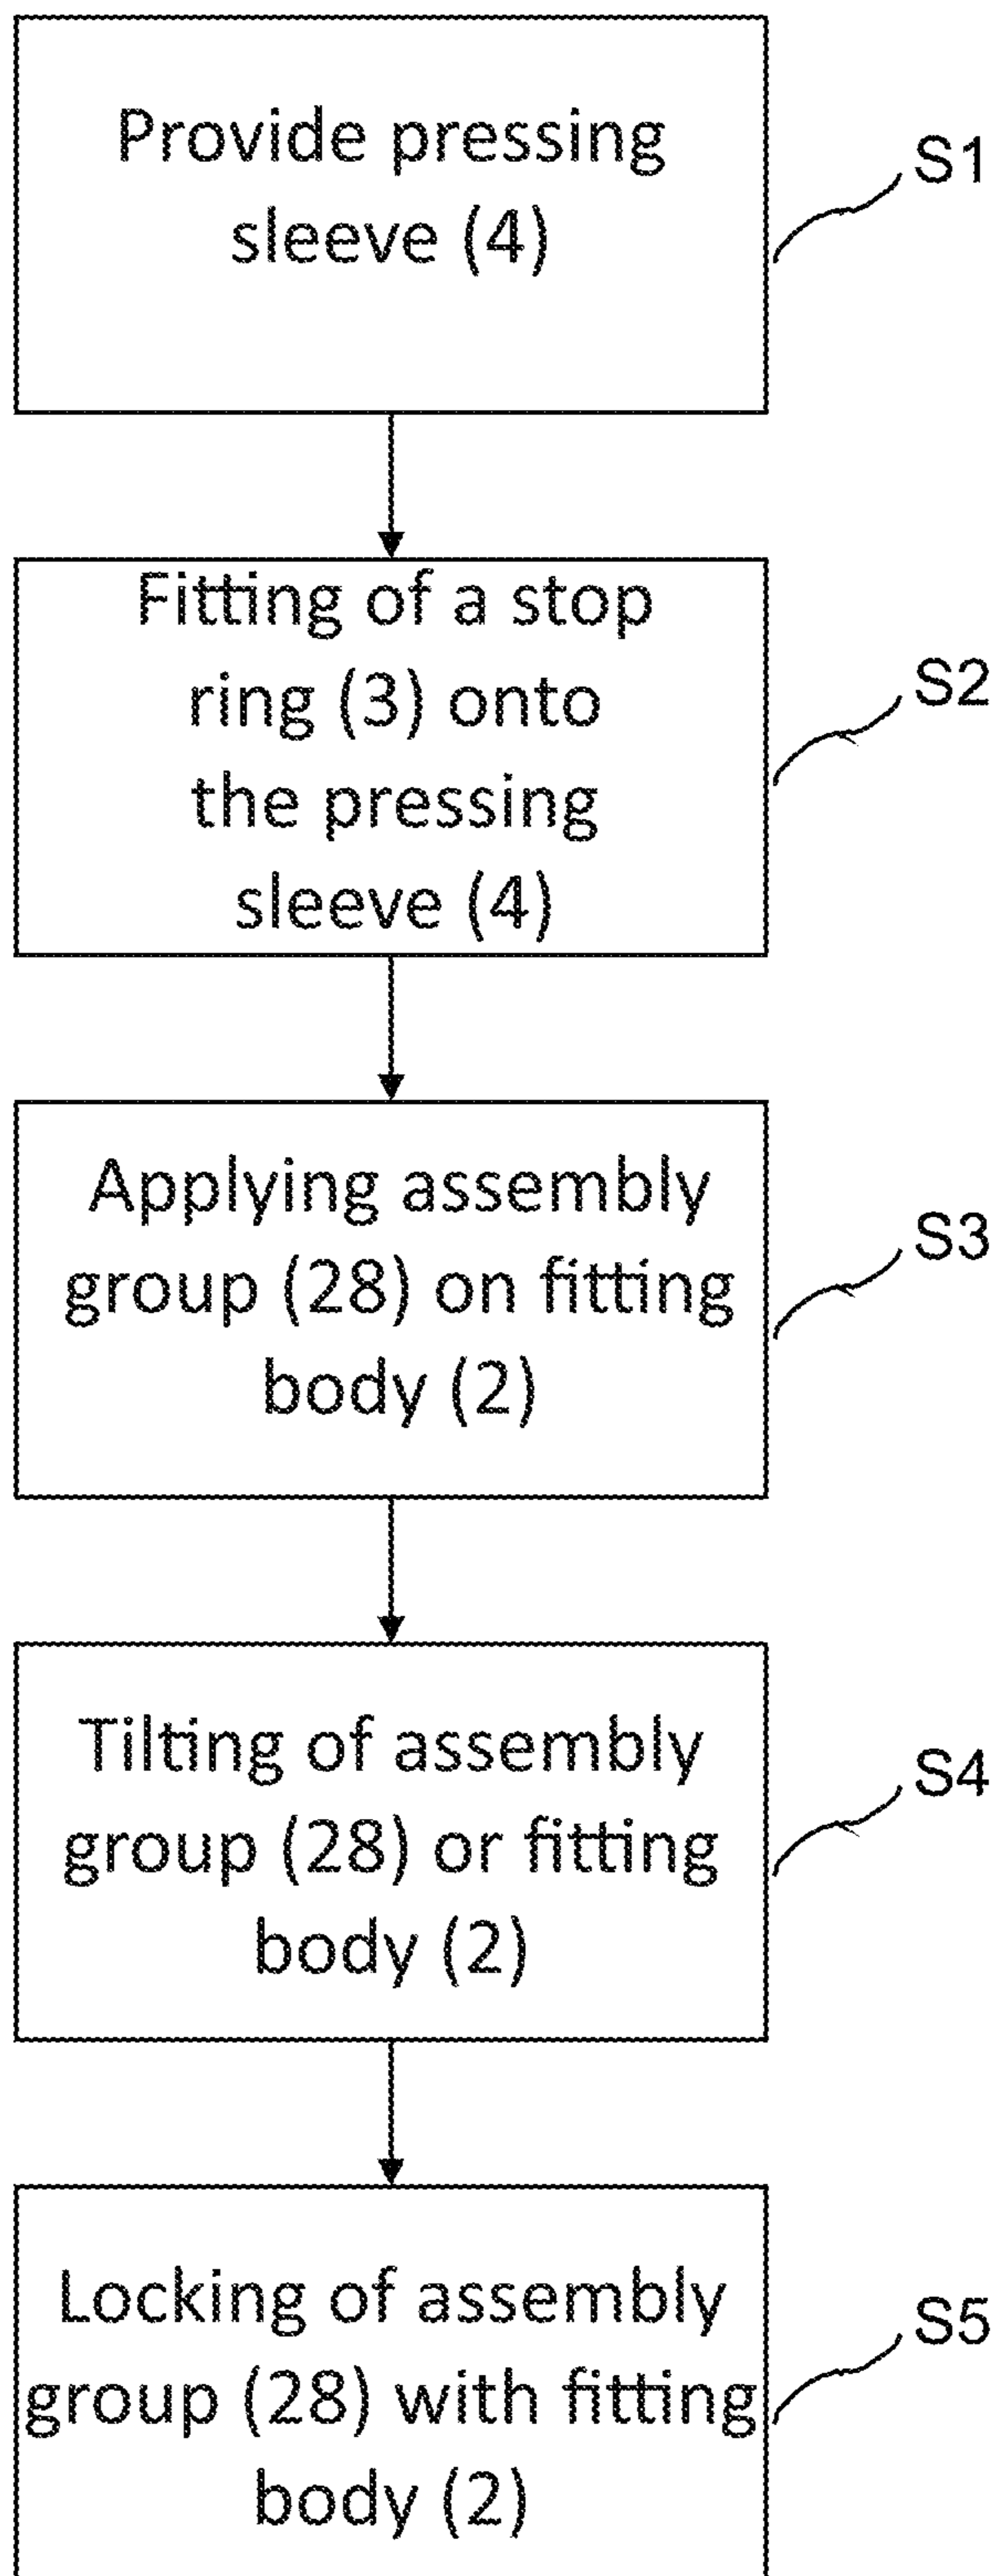 Provide pressing
sleeve (4)
S1
Fitting of a stop
ring (3) onto
the pressing
sleeve (4)
S2
Applying assembly
group (28) on fitting
body (2)
S3
Tilting of assembly
group (28) or fitting
body (2)
S4
Locking of assembly
group (28) with fitting
body (2)
S5